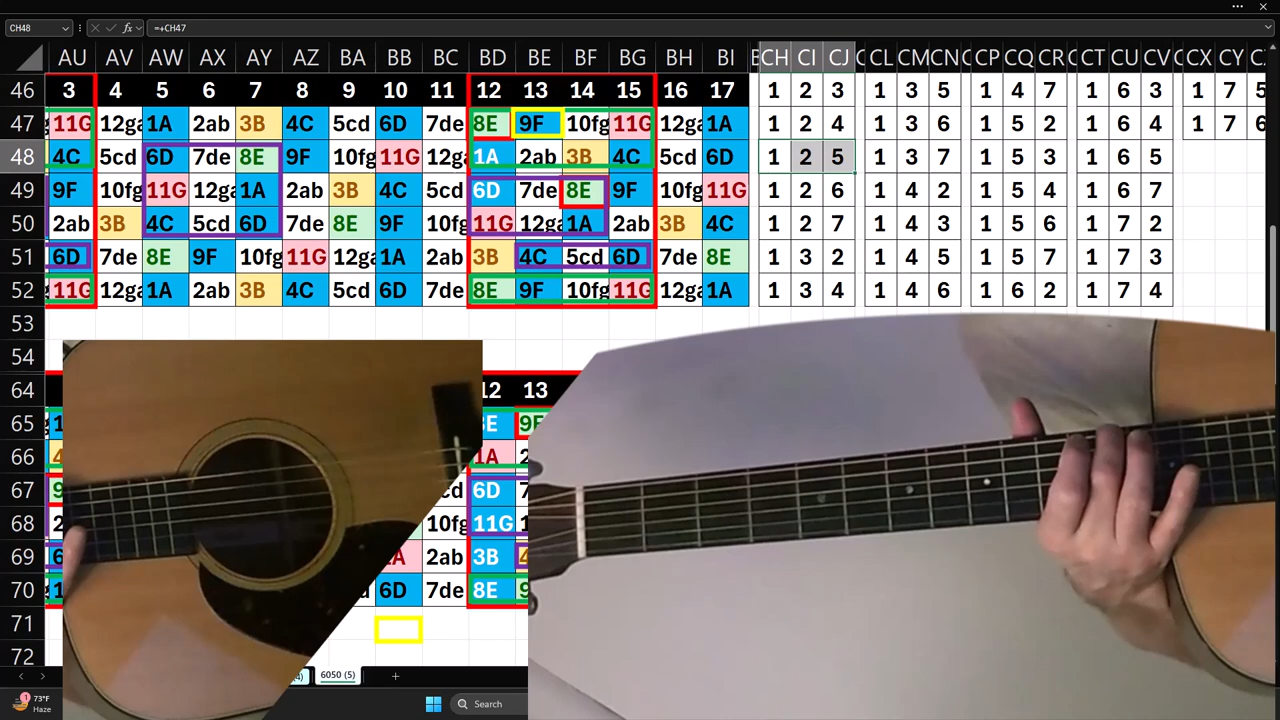 CH48 fx =+CH47
AU AV AW AX AY AZ BA BB BC BD BE BF BG BH BI CH CI CJ CL CM CN CP CQ CR CT CU CV CX CY
46 3 4 5 6 7 8 9 10 11 12 13 14 15 16 17 1 2 3 1 3 5 1 4 7 1 6 3 1 7 5
47 11G 12ga 1A 2ab 3B 4C 5cd 6D 7de 8E 9F 10fg 11G 12ga 1A 1 2 4 1 3 6 1 5 2 1 6 4 1 7 6
48 4C 5cd 6D 7de 8E 9F 10fg 11G 12ga 1A 2ab 3B 4C 5cd 6D 1 2 5 1 3 7 1 5 3 1 6 5
49 9F 10fg 11G 12ga 1A 2ab 3B 4C 5cd 6D 7de 8E 9F 10fg 11G 1 2 6 1 4 2 1 5 4 1 6 7
50 2ab 3B 4C 5cd 6D 7de 8E 9F 10fg 11G 12ga 1A 2ab 3B 4C 1 2 7 1 4 3 1 5 6 1 7 2
51 6D 7de 8E 9F 10fg 11G 12ga 1A 2ab 3B 4C 5cd 6D 7de 8E 1 3 2 1 4 5 1 5 7 1 7 3
52 11G 12ga 1A 2ab 3B 4C 5cd 6D 7de 8E 9F 10fg 11G 12ga 1A 1 3 4 1 4 6 1 6 2 1 7 4
53
54
64 12 13
65
66 1A
67 6D
68 10fg 11G
69 2ab 3B
70 6D 7de 8E
71
72
6050 (5) +
73°F
Haze
Search